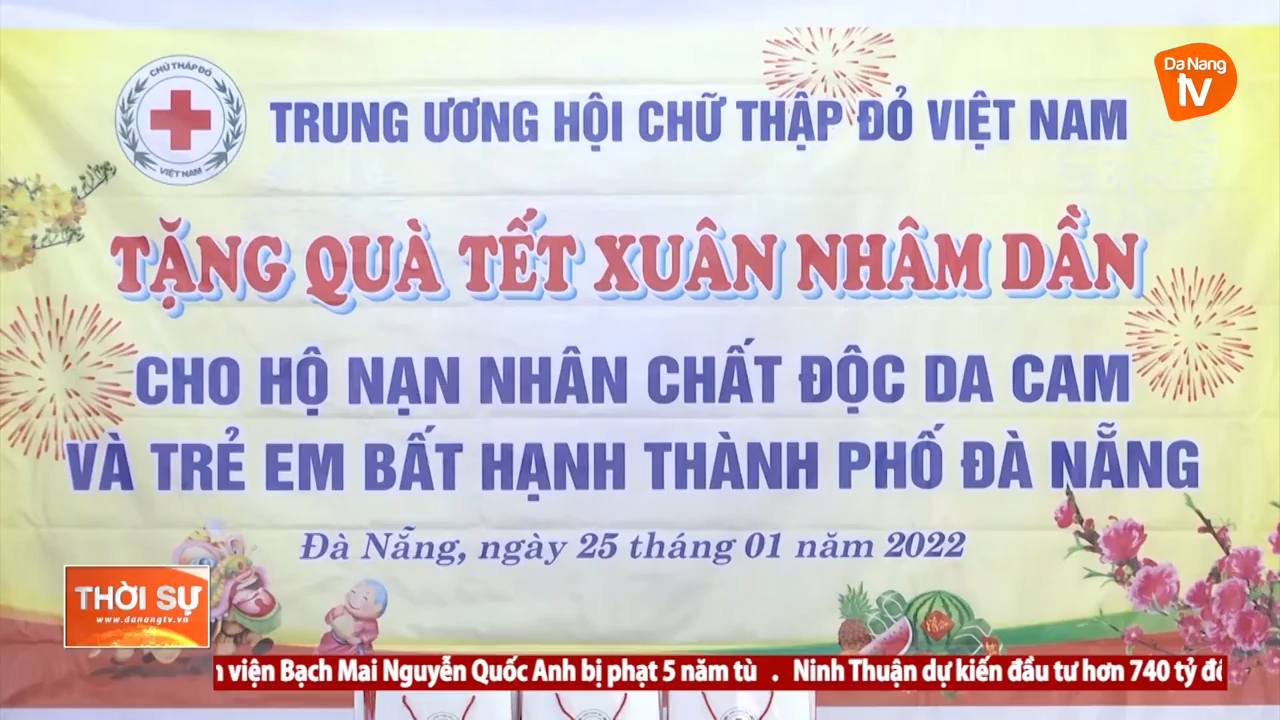 Da Nang
tv
CHỮ THẬP ĐỎ
VIỆT NAM
TRUNG ƯƠNG HỘI CHỮ THẬP ĐỎ VIỆT NAM
TẶNG QUÀ TẾT XUÂN NHÂM DẦN
CHO HỘ NẠN NHÂN CHẤT ĐỘC DA CAM
VÀ TRẺ EM BẤT HẠNH THÀNH PHỐ ĐÀ NẴNG
Đà Nẵng, ngày 25 tháng 01 năm 2022
THỜI SỰ
www.danangtv.vn
viện Bạch Mai Nguyễn Quốc Anh bị phạt 5 năm tù . Ninh Thuận dự kiến đầu tư hơn 740 tỷ